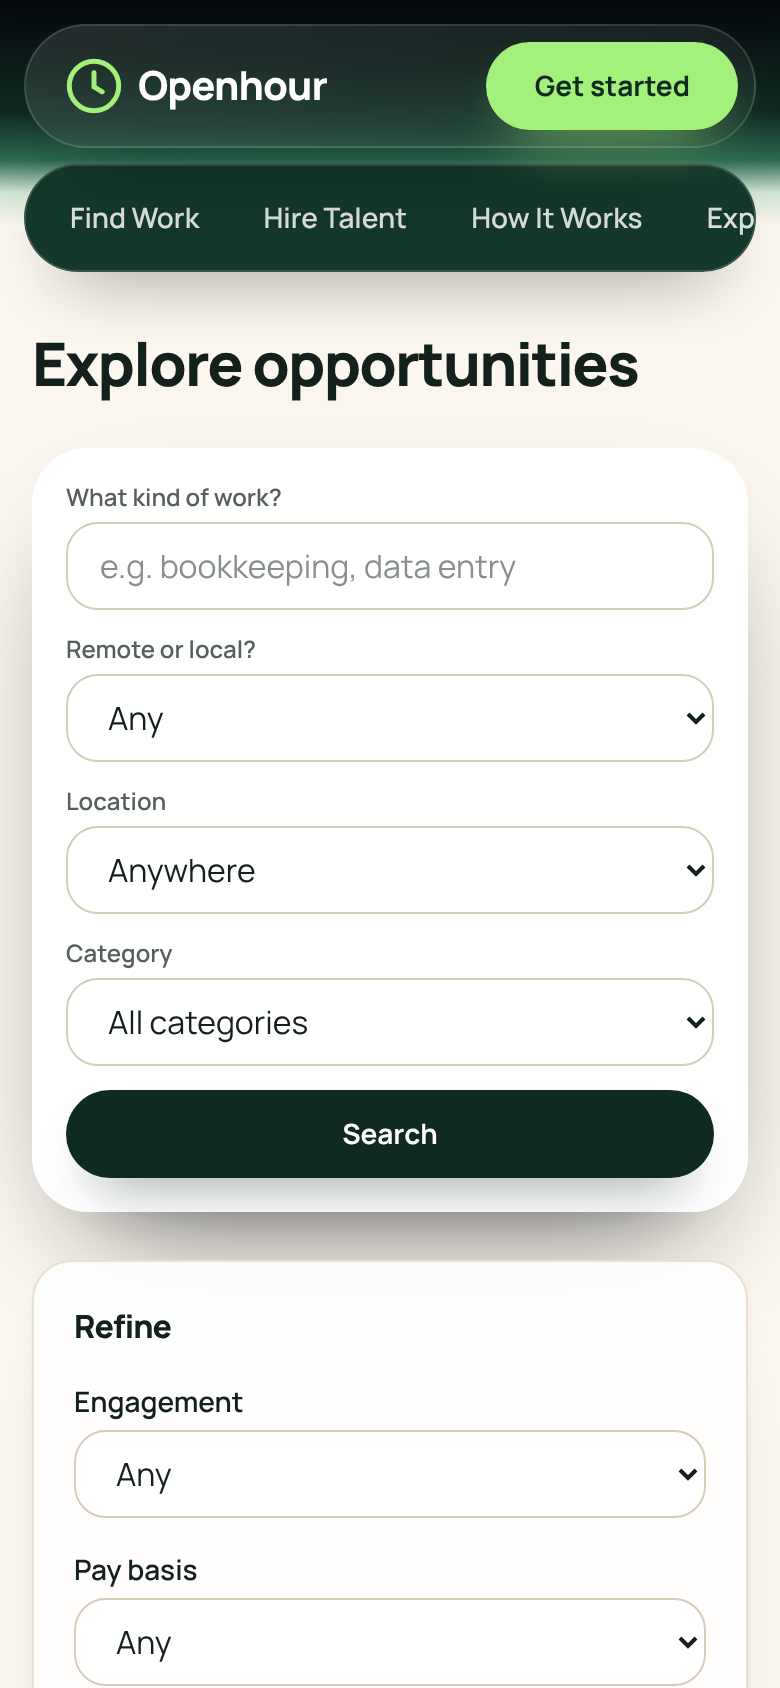 Openhour
Get started
Find Work
Hire Talent
How It Works
Exp
Explore opportunities
What kind of work?
e.g. bookkeeping, data entry
Remote or local?
Any
Location
Anywhere
Category
All categories
Search
Refine
Engagement
Any
Pay basis
Any